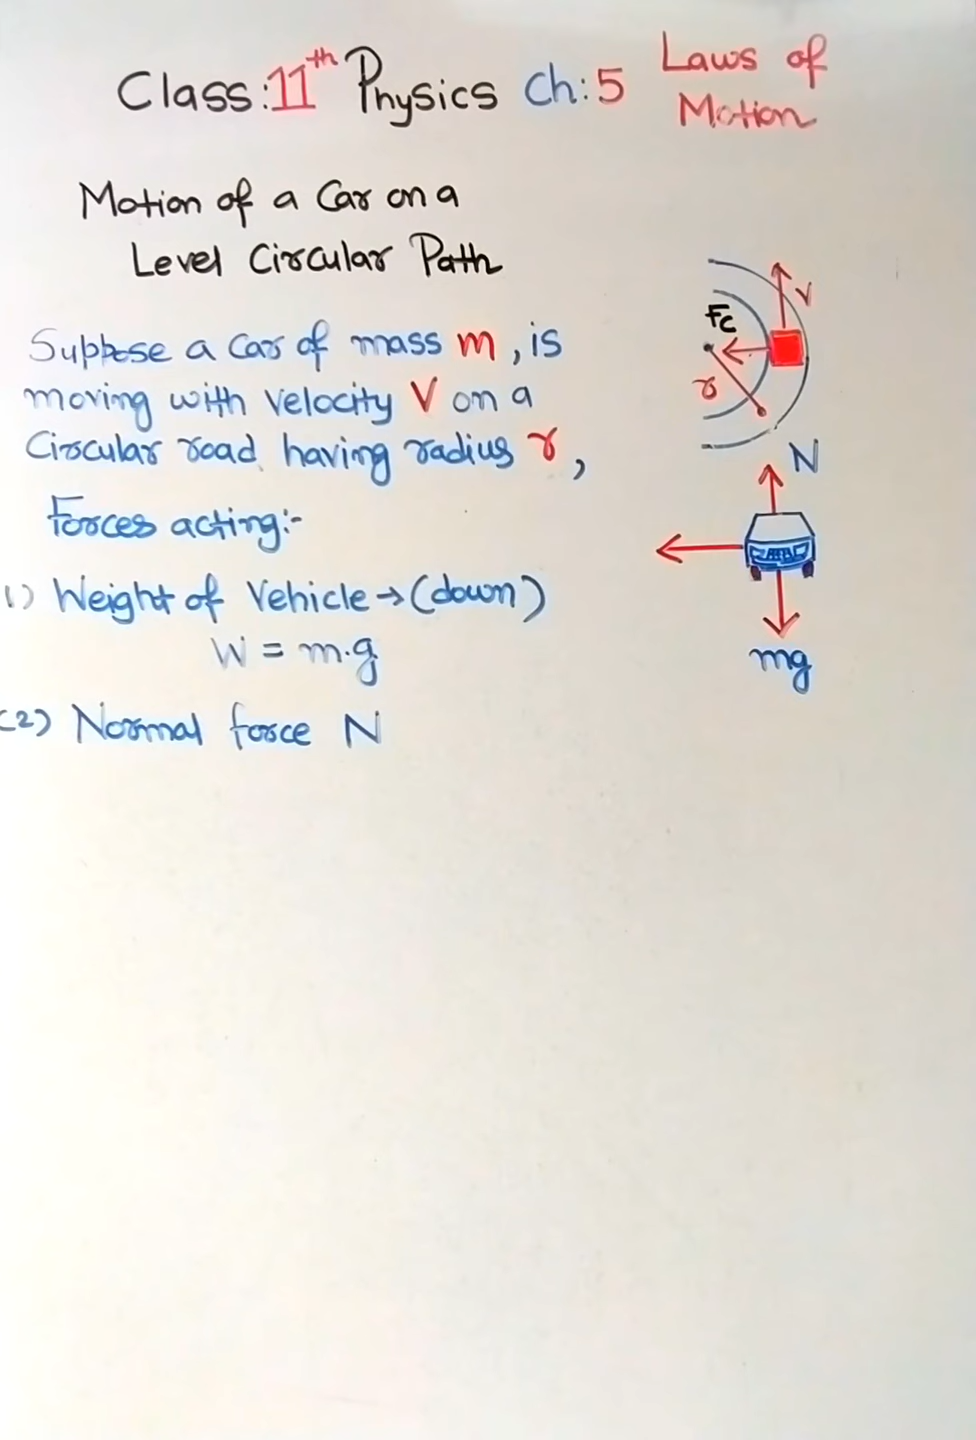 Class:11th Physics Ch:5 Laws of Motion
Motion of a Car on a
Level Circular Path
Suppose a Car of mass m, is
moving with velocity V on a
Circular road having radius r,
Forces acting:-
1) Weight of Vehicle→(down)
W = m.g
(2) Normal force N
V
Fc
r
N
mg